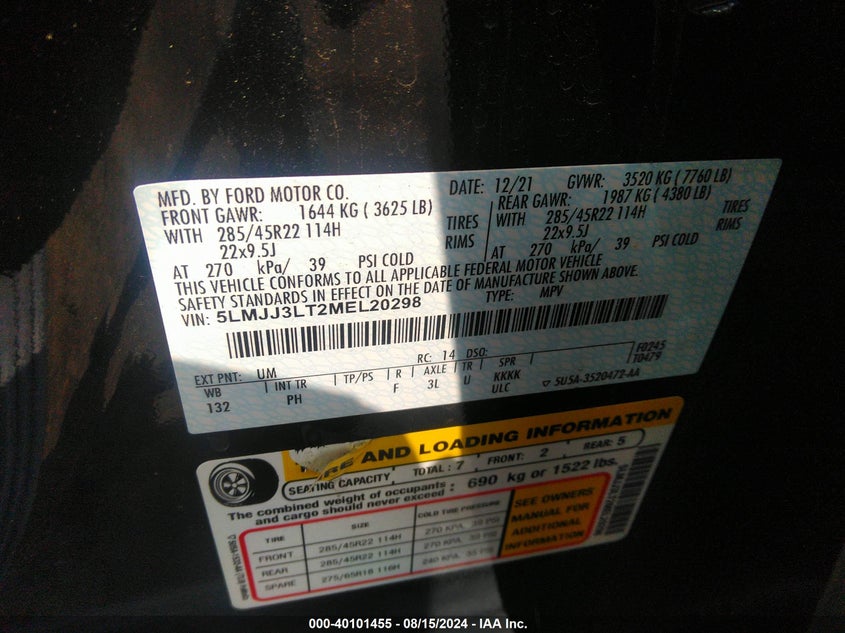 MFD. BY FORD MOTOR CO.
DATE: 12/21 GVWR: 3520 KG ( 7760 LB)
FRONT GAWR: 1644 KG ( 3625 LB)
WITH 285/45R22 114H TIRES
22x9.5J RIMS
AT 270 kPa/ 39 PSI COLD
REAR GAWR: 1987 KG ( 4380 LB)
WITH 285/45R22 114H TIRES
22x9.5J RIMS
AT 270 kPa/ 39 PSI COLD
THIS VEHICLE CONFORMS TO ALL APPLICABLE FEDERAL MOTOR VEHICLE
SAFETY STANDARDS IN EFFECT ON THE DATE OF MANUFACTURE SHOWN ABOVE.
VIN: 5LMJJ3LT2MEL20298 TYPE: MPV
F0245
T0479
EXT PNT: UM RC: 14 DSO:
WB INT TR TP/PS R AXLE TR SPR
132 PH F 3L U KKKK
ULC 5U5A-3520472-AA
AND LOADING INFORMATION
SEATING CAPACITY TOTAL: 7 FRONT: 2 REAR: 5
The combined weight of occupants
and cargo should never exceed : 690 kg or 1522 lbs.
TIRE SIZE COLD TIRE PRESSURE
FRONT 285/45R22 114H 270 KPA, 39 PSI
REAR 285/45R22 114H 270 KPA, 39 PSI
SPARE 275/65R18 116H 240 KPA, 35 PSI
SEE OWNERS
MANUAL FOR
ADDITIONAL
INFORMATION
000-40101455 - 08/15/2024 - IAA Inc.